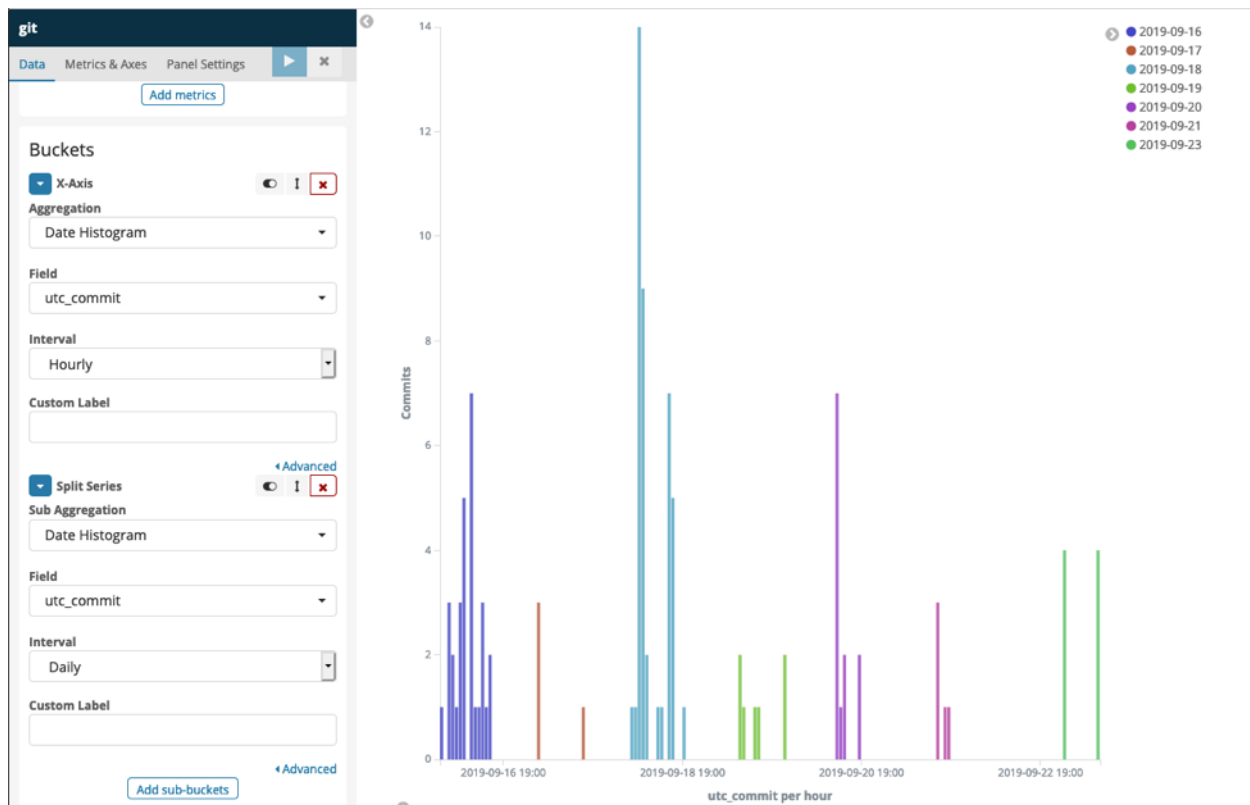 git
Data Metrics & Axes Panel Settings
Add metrics
Buckets
X-Axis
Aggregation
Date Histogram
Field
utc_commit
Interval
Hourly
Custom Label
Advanced
Split Series
Sub Aggregation
Date Histogram
Field
utc_commit
Interval
Daily
Custom Label
Advanced
Add sub-buckets
14
12
10
8
6
4
2
0
Commits
2019-09-16 19:00 2019-09-18 19:00 2019-09-20 19:00 2019-09-22 19:00
utc_commit per hour
2019-09-16
2019-09-17
2019-09-18
2019-09-19
2019-09-20
2019-09-21
2019-09-23